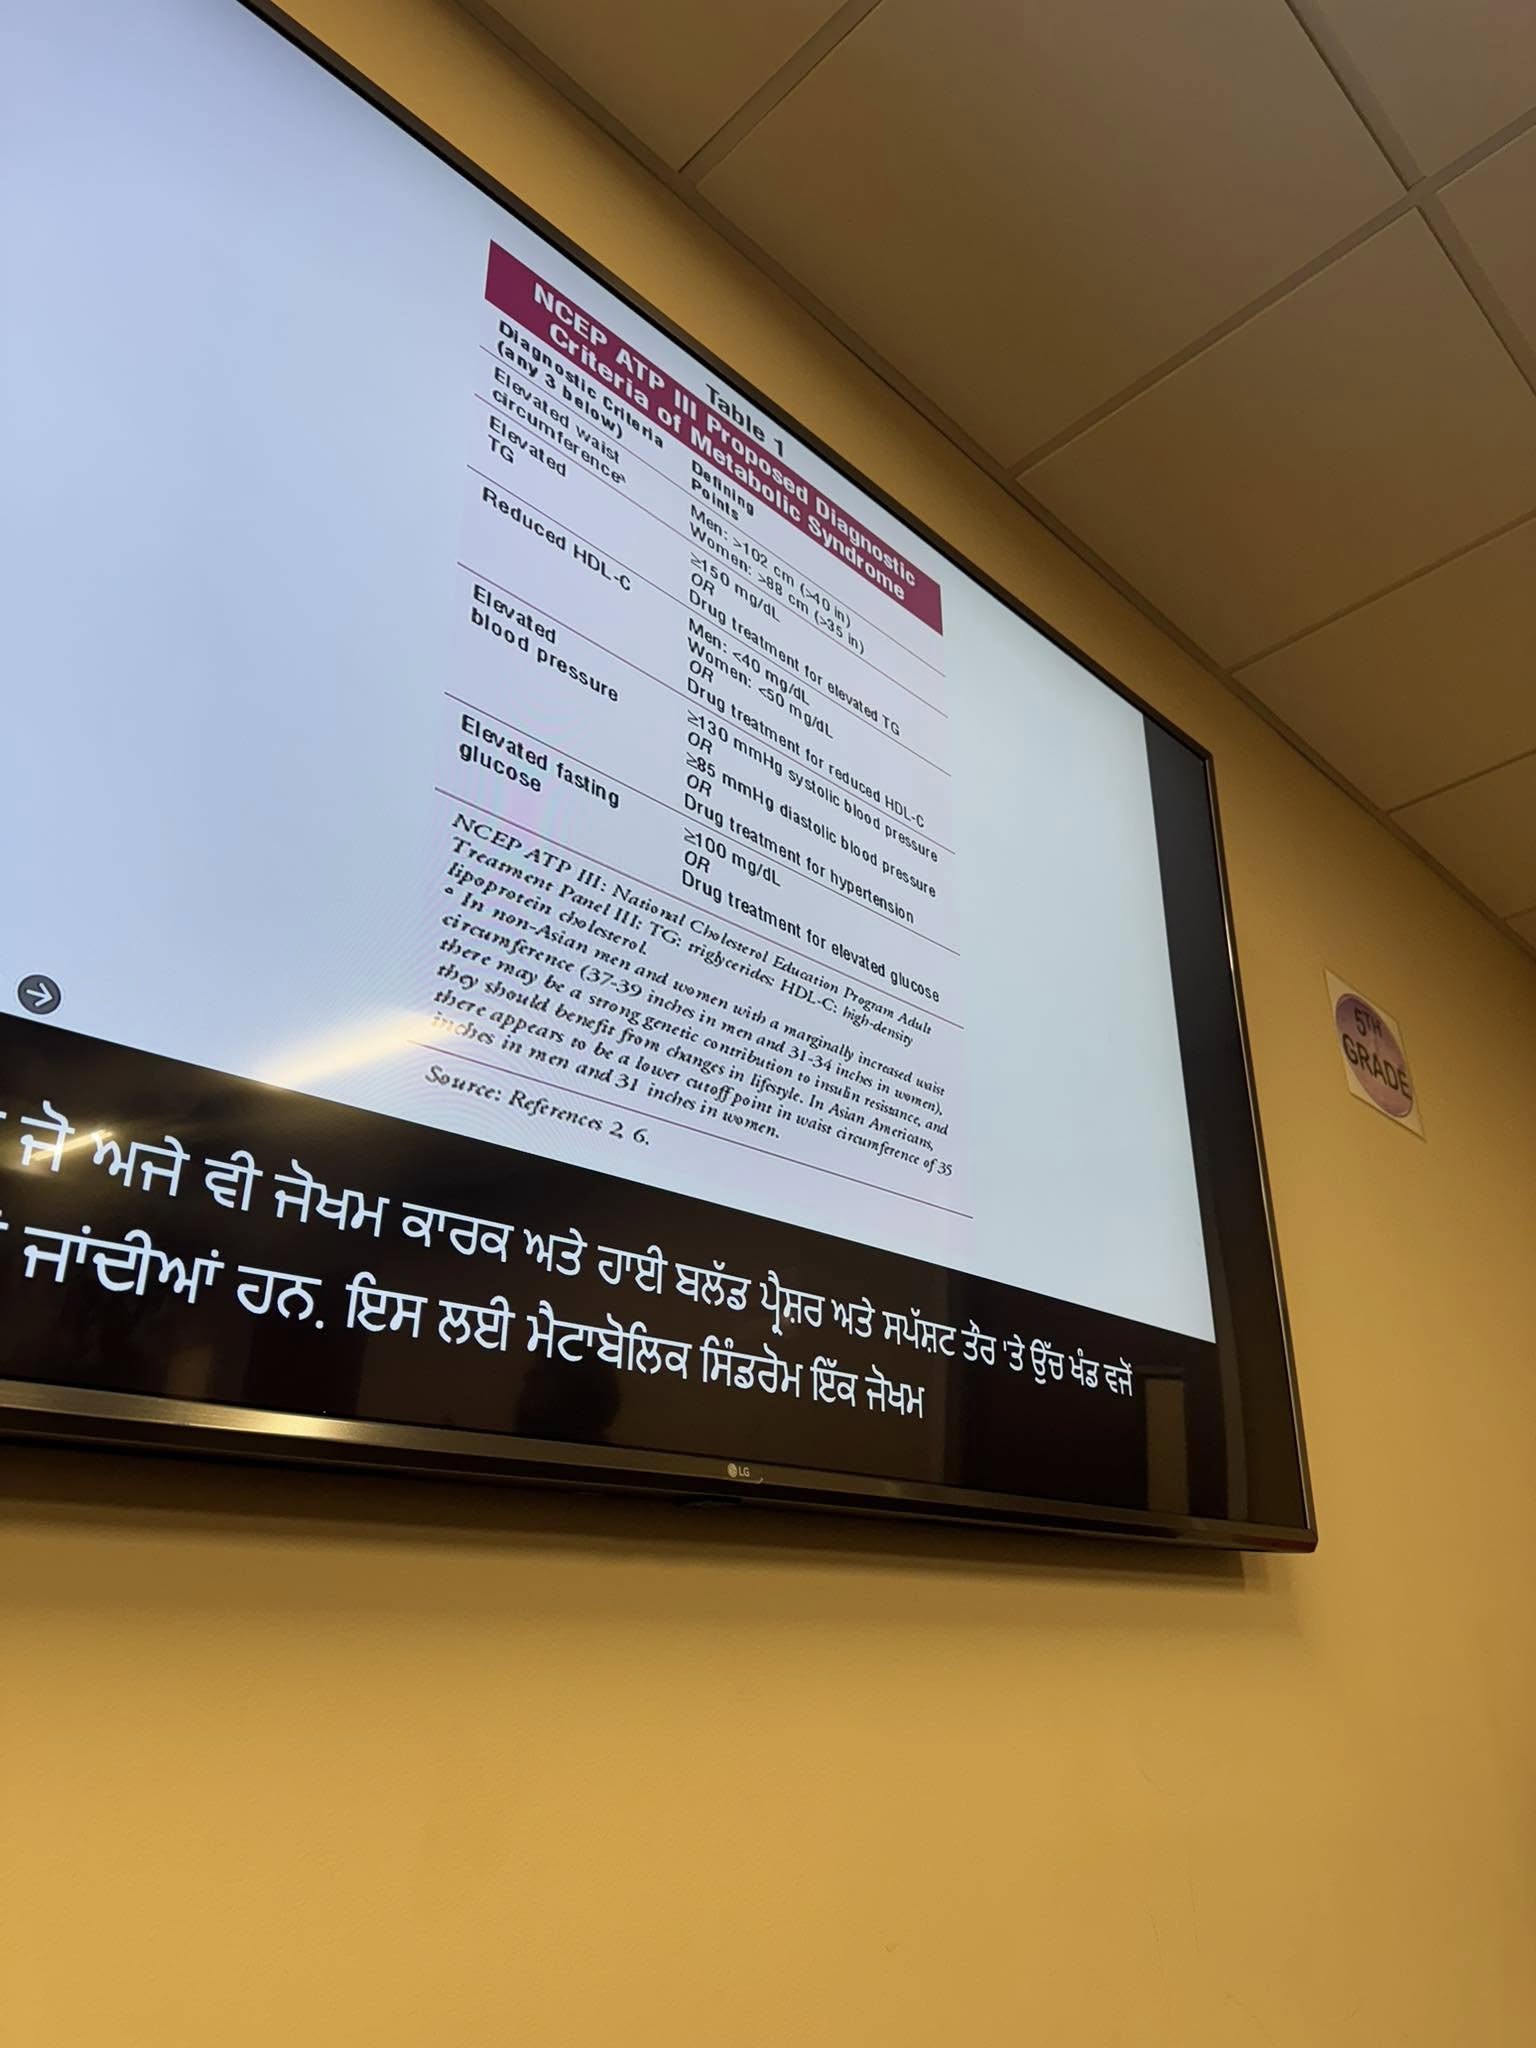 Table 1
NCEP ATP III Proposed Diagnostic
Criteria of Metabolic Syndrome
Diagnostic Criteria
(any 3 below)
Defining
Points
Elevated waist
circumferenceᵃ
Men: >102 cm (>40 in)
Women: >88 cm (>35 in)
Elevated
TG
≥150 mg/dL
OR
Drug treatment for elevated TG
Reduced HDL-C
Men: <40 mg/dL
Women: <50 mg/dL
OR
Drug treatment for reduced HDL-C
Elevated
blood pressure
≥130 mmHg systolic blood pressure
OR
≥85 mmHg diastolic blood pressure
OR
Drug treatment for hypertension
Elevated fasting
glucose
≥100 mg/dL
OR
Drug treatment for elevated glucose
NCEP ATP III: National Cholesterol Education Program Adult
Treatment Panel III; TG: triglycerides; HDL-C: high-density
lipoprotein cholesterol.
ᵃ In non-Asian men and women with a marginally increased waist
circumference (37-39 inches in men and 31-34 inches in women),
there may be a strong genetic contribution to insulin resistance, and
they should benefit from changes in lifestyle. In Asian Americans,
there appears to be a lower cutoff point in waist circumference of 35
inches in men and 31 inches in women.
Source: References 2, 6.
ਜੋ ਅਜੇ ਵੀ ਜੋਖਮ ਕਾਰਕ ਅਤੇ ਹਾਈ ਬਲੱਡ ਪ੍ਰੈਸ਼ਰ ਅਤੇ ਸਪੱਸ਼ਟ ਤੌਰ 'ਤੇ ਉੱਚ ਖੰਡ ਵਜੋਂ
ਜਾਂਦੀਆਂ ਹਨ. ਇਸ ਲਈ ਮੈਟਾਬੋਲਿਕ ਸਿੰਡਰੋਮ ਇੱਕ ਜੋਖਮ
LG
5TH
GRADE